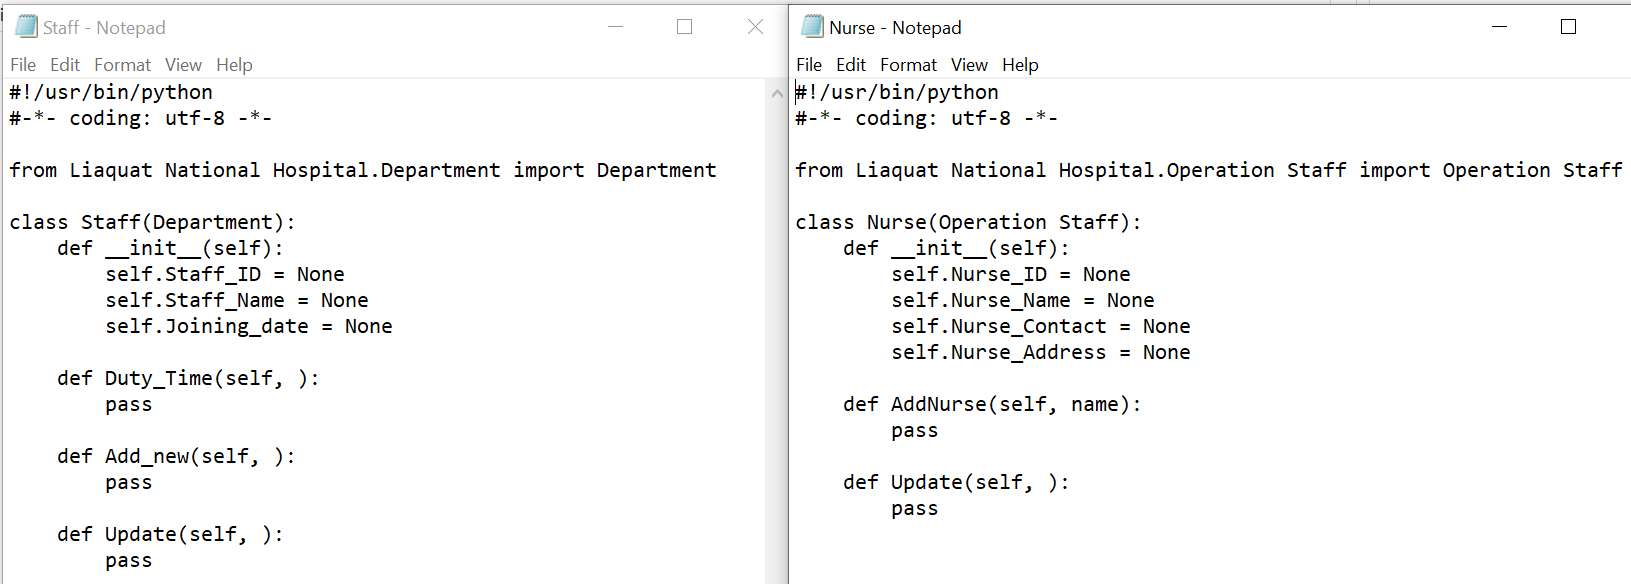 Staff - Notepad
File Edit Format View Help
#!/usr/bin/python
#-*- coding: utf-8 -*-

from Liaquat National Hospital.Department import Department

class Staff(Department):
    def __init__(self):
        self.Staff_ID = None
        self.Staff_Name = None
        self.Joining_date = None

    def Duty_Time(self, ):
        pass

    def Add_new(self, ):
        pass

    def Update(self, ):
        pass

Nurse - Notepad
File Edit Format View Help
#!/usr/bin/python
#-*- coding: utf-8 -*-

from Liaquat National Hospital.Operation Staff import Operation Staff

class Nurse(Operation Staff):
    def __init__(self):
        self.Nurse_ID = None
        self.Nurse_Name = None
        self.Nurse_Contact = None
        self.Nurse_Address = None

    def AddNurse(self, name):
        pass

    def Update(self, ):
        pass